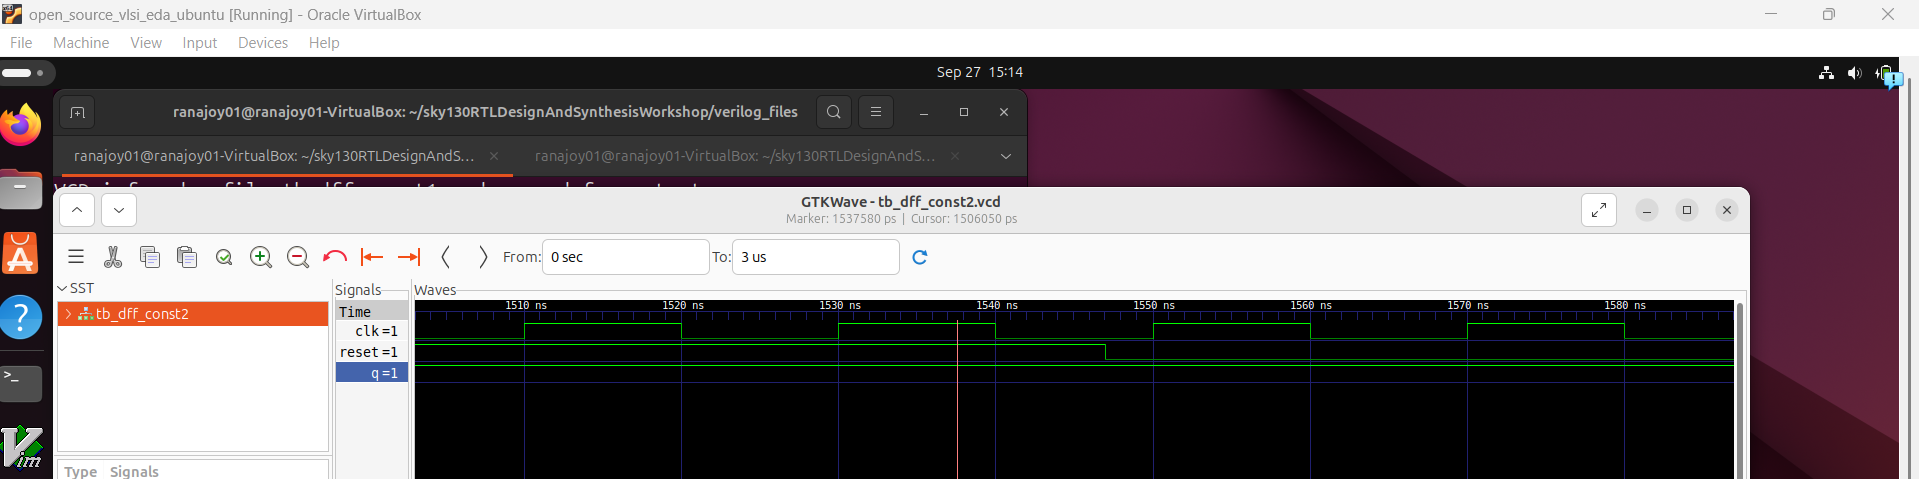 open_source_vlsi_eda_ubuntu [Running] - Oracle VirtualBox
File Machine View Input Devices Help
Sep 27 15:14
ranajoy01@ranajoy01-VirtualBox: ~/sky130RTLDesignAndSynthesisWorkshop/verilog_files
ranajoy01@ranajoy01-VirtualBox: ~/sky130RTLDesignAndS...
ranajoy01@ranajoy01-VirtualBox: ~/sky130RTLDesignAndS...
GTKWave - tb_dff_const2.vcd
Marker: 1537580 ps | Cursor: 1506050 ps
From: 0 sec To: 3 us
SST
tb_dff_const2
Type Signals
Signals
Time
clk=1
reset=1
q=1
Waves
1510 ns 1520 ns 1530 ns 1540 ns 1550 ns 1560 ns 1570 ns 1580 ns
>_
Vim